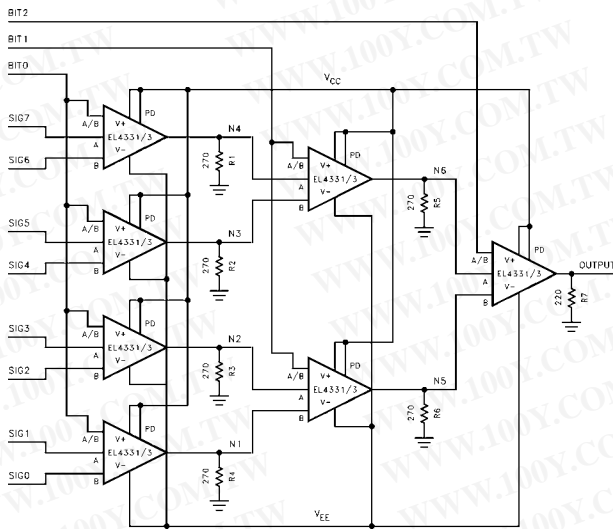 BIT2
BIT1
BIT0
V_CC
SIG7
SIG6
A/B
A
B
V+
PD
EL4331/3
V-
N4
270
R1
SIG5
SIG4
A/B
A
B
V+
PD
EL4331/3
V-
N3
270
R2
SIG3
SIG2
A/B
A
B
V+
PD
EL4331/3
V-
N2
270
R3
SIG1
SIG0
A/B
A
B
V+
PD
EL4331/3
V-
N1
270
R4
A/B
A
B
V+
PD
EL4331/3
V-
N6
270
R5
A/B
A
B
V+
PD
EL4331/3
V-
N5
270
R6
A/B
A
B
V+
PD
EL4331/3
V-
OUTPUT
220
R7
V_EE
WWW.100Y.COM.TW